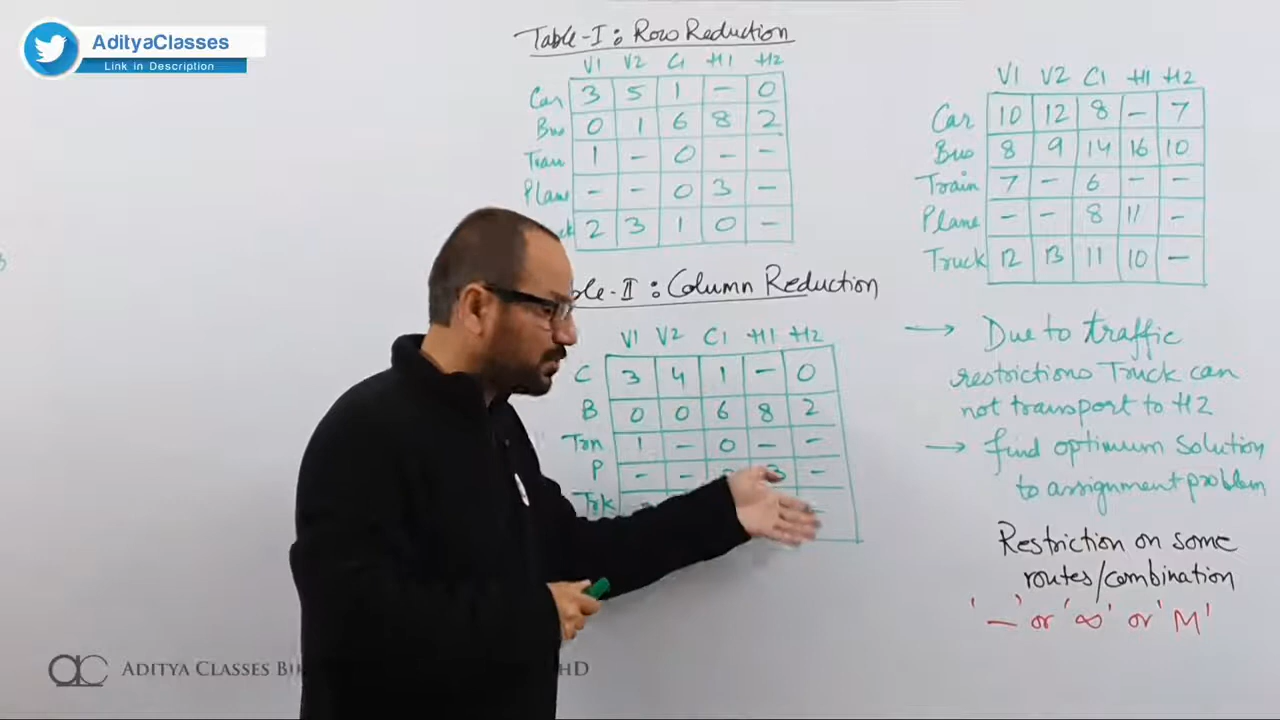 AdityaClasses
Link in Description
Table-I : Row Reduction
V1 V2 C1 H1 H2
Car 3 5 1 - 0
Bus 0 1 6 8 2
Train 1 - 0 - -
Plane - - 0 3 -
2 3 1 0 -
Table-II : Column Reduction
V1 V2 C1 H1 H2
C 3 4 1 - 0
B 0 0 6 8 2
Trn 1 - 0 - -
P - - 3 -
Trk
V1 V2 C1 H1 H2
Car 10 12 8 - 7
Bus 8 9 14 16 10
Train 7 - 6 - -
Plane - - 8 11 -
Truck 12 13 11 10 -
→ Due to traffic
restrictions Truck can
not transport to H2
→ find optimum solution
to assignment problem
Restriction on some
routes/combination
'—' or '∞' or 'M'
ac ADITYA CLASSES